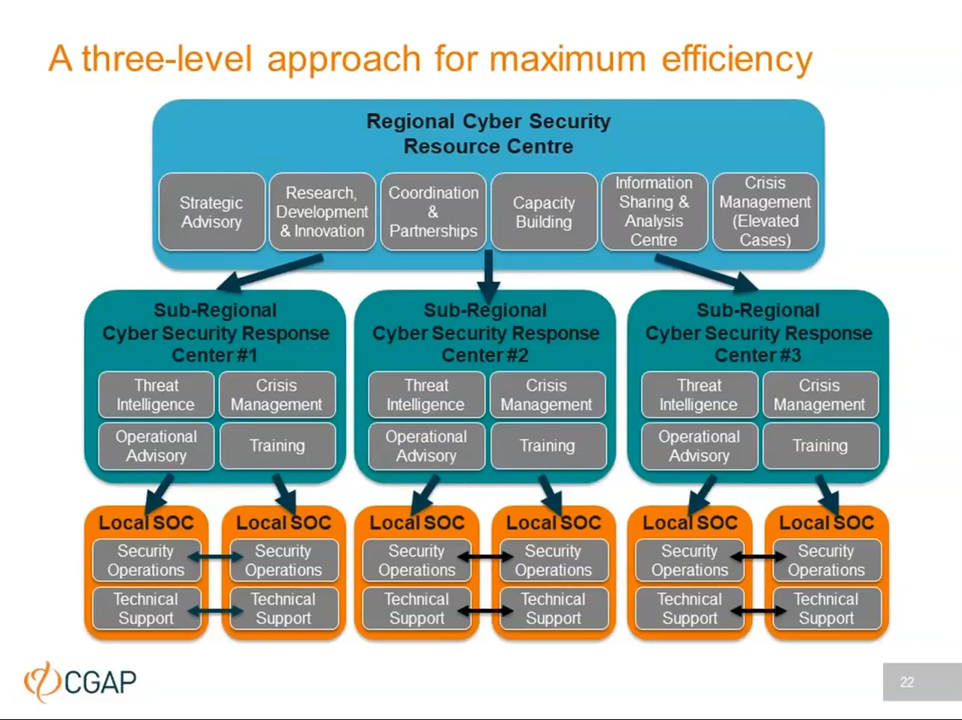 A three-level approach for maximum efficiency
Regional Cyber Security
Resource Centre
Strategic
Advisory
Research,
Development
& Innovation
Coordination
&
Partnerships
Capacity
Building
Information
Sharing &
Analysis
Centre
Crisis
Management
(Elevated
Cases)
Sub-Regional
Cyber Security Response
Center #1
Threat
Intelligence
Crisis
Management
Operational
Advisory
Training
Sub-Regional
Cyber Security Response
Center #2
Threat
Intelligence
Crisis
Management
Operational
Advisory
Training
Sub-Regional
Cyber Security Response
Center #3
Threat
Intelligence
Crisis
Management
Operational
Advisory
Training
Local SOC
Security
Operations
Technical
Support
Local SOC
Security
Operations
Technical
Support
Local SOC
Security
Operations
Technical
Support
Local SOC
Security
Operations
Technical
Support
Local SOC
Security
Operations
Technical
Support
Local SOC
Security
Operations
Technical
Support
CGAP
22